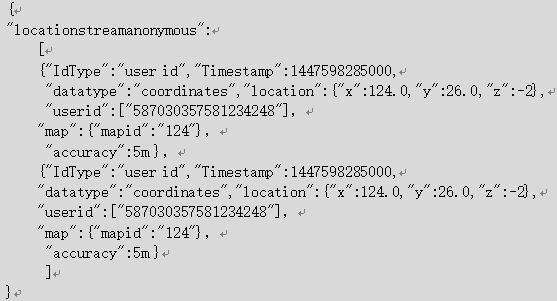 {
"locationstreamanonymous":
[
{"IdType":"user id","Timestamp":1447598285000,
"datatype":"coordinates","location":{"x":124.0,"y":26.0,"z":-2},
"userid":["587030357581234248"],
"map":{"mapid":"124"},
"accuracy":5m},
{"IdType":"user id","Timestamp":1447598285000,
"datatype":"coordinates","location":{"x":124.0,"y":26.0,"z":-2},
"userid":["587030357581234248"],
"map":{"mapid":"124"},
"accuracy":5m}
]
}